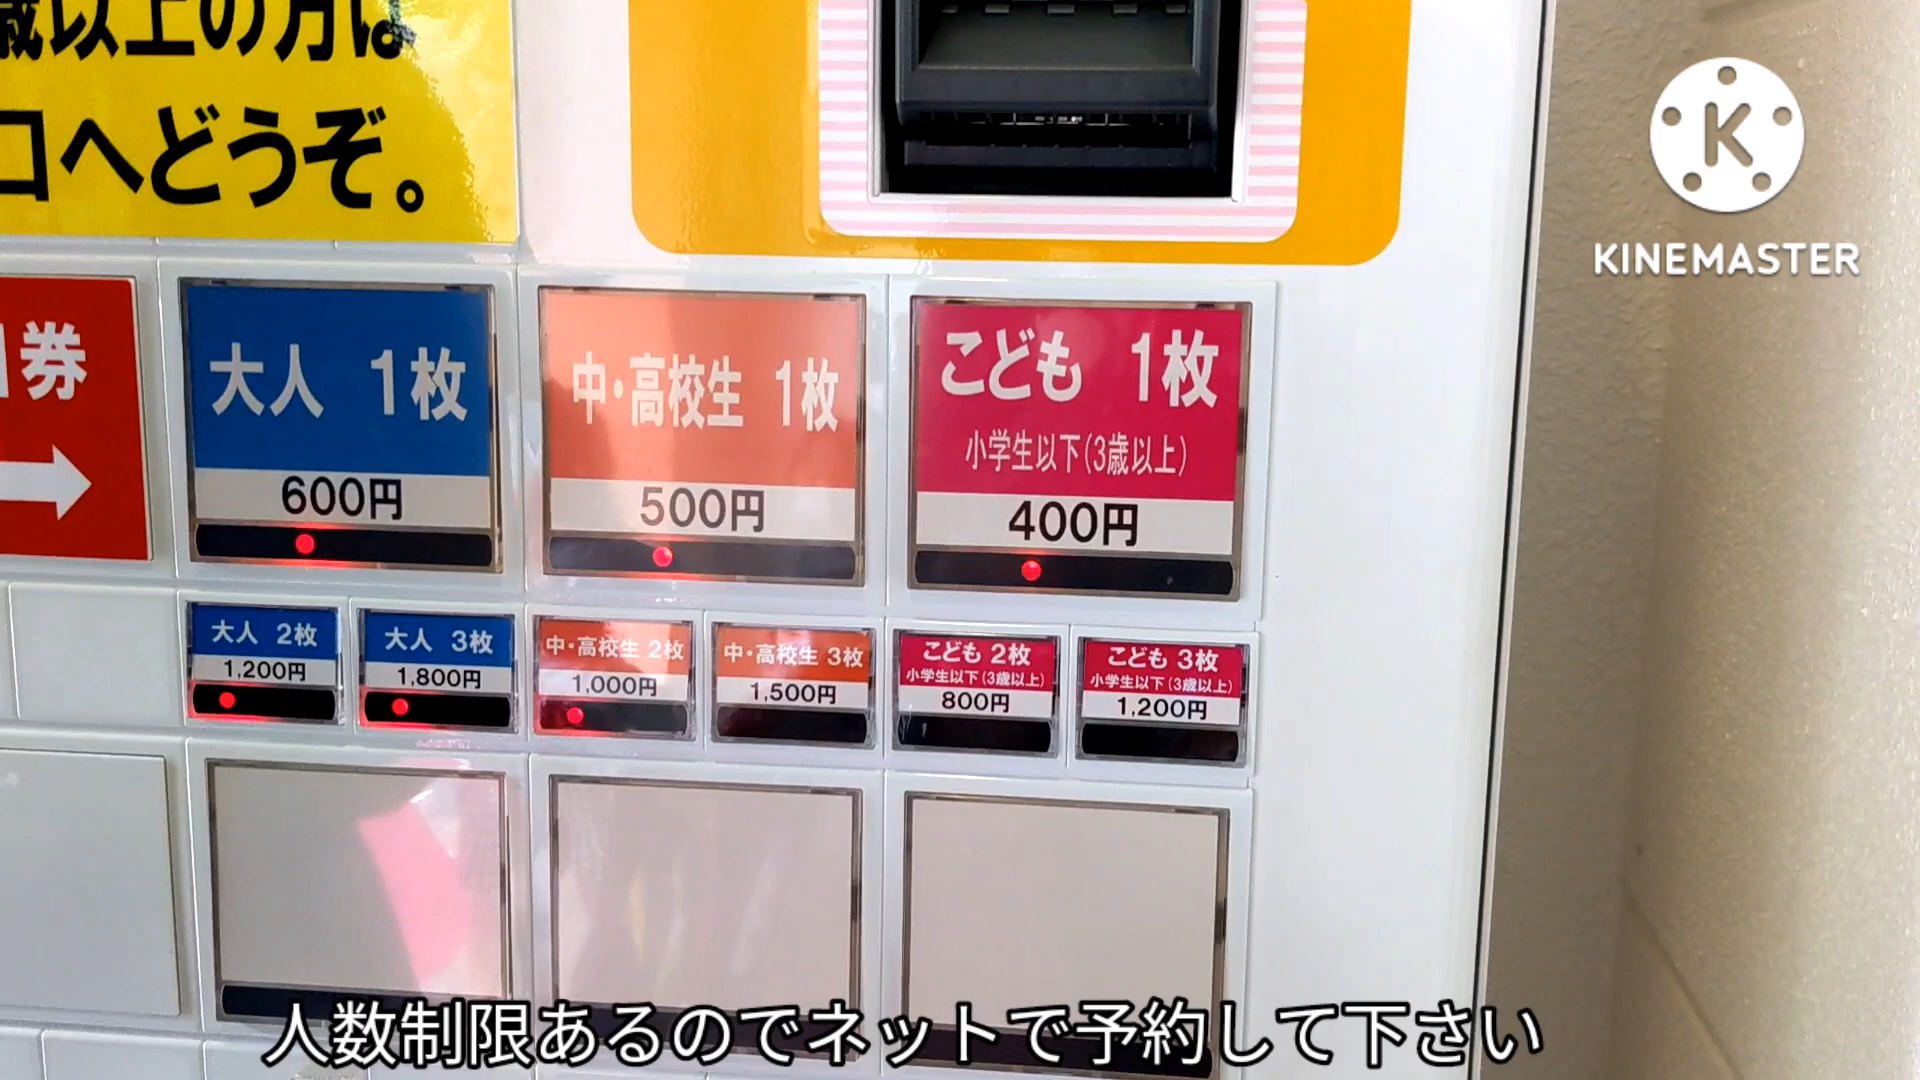 歳以上の方は
口へどうぞ。
K
KINEMASTER
券
大人 1枚
600円
中・高校生 1枚
500円
こども 1枚
小学生以下(3歳以上)
400円
大人 2枚
1,200円
大人 3枚
1,800円
中・高校生 2枚
1,000円
中・高校生 3枚
1,500円
こども 2枚
小学生以下(3歳以上)
800円
こども 3枚
小学生以下(3歳以上)
1,200円
人数制限あるのでネットで予約して下さい